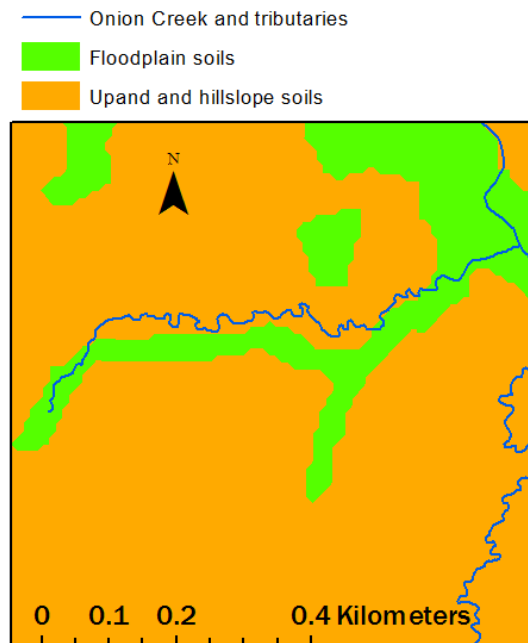 Onion Creek and tributaries
Floodplain soils
Upand and hillslope soils
N
0 0.1 0.2 0.4 Kilometers